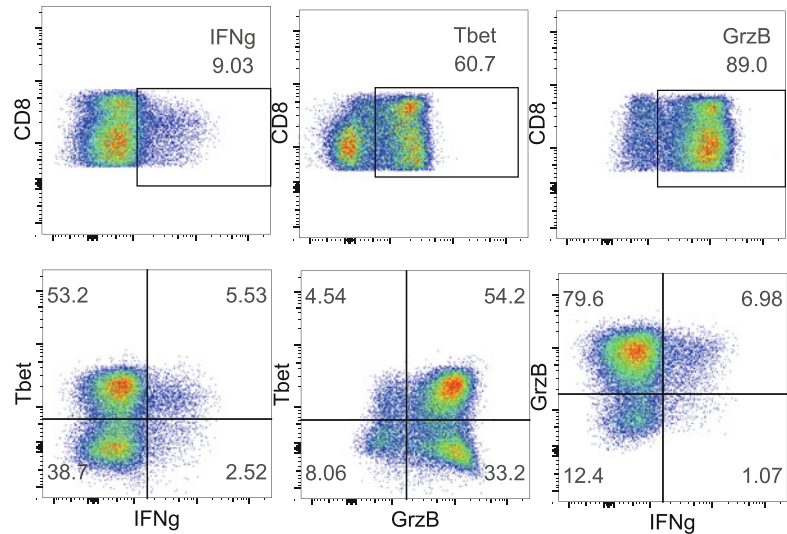 IFNg
9.03
CD8
Tbet
60.7
CD8
GrzB
89.0
CD8
53.2
5.53
Tbet
38.7
2.52
IFNg
4.54
54.2
Tbet
8.06
33.2
GrzB
79.6
6.98
GrzB
12.4
1.07
IFNg